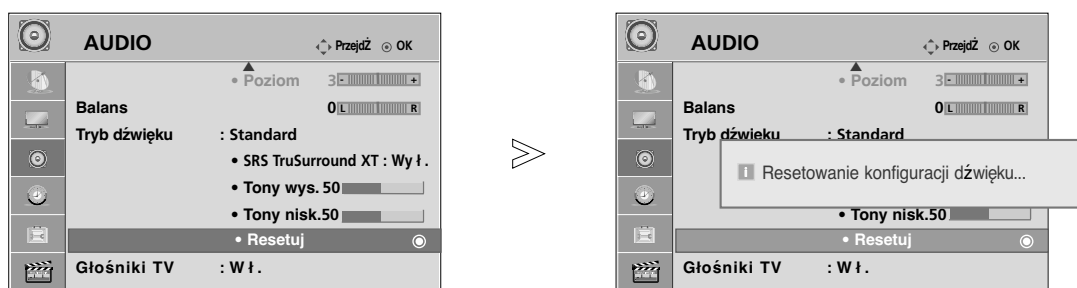 AUDIO PrzejdŹ OK
• Poziom 3 - +
Balans 0 L R
Tryb dźwięku : Standard
• SRS TruSurround XT : Wył.
• Tony wys. 50
• Tony nisk.50
• Resetuj
Głośniki TV : Wł.
AUDIO PrzejdŹ OK
• Poziom 3 - +
Balans 0 L R
Tryb dźwięku : Standard
i Resetowanie konfiguracji dźwięku...
• Tony nisk.50
• Resetuj
Głośniki TV : Wł.